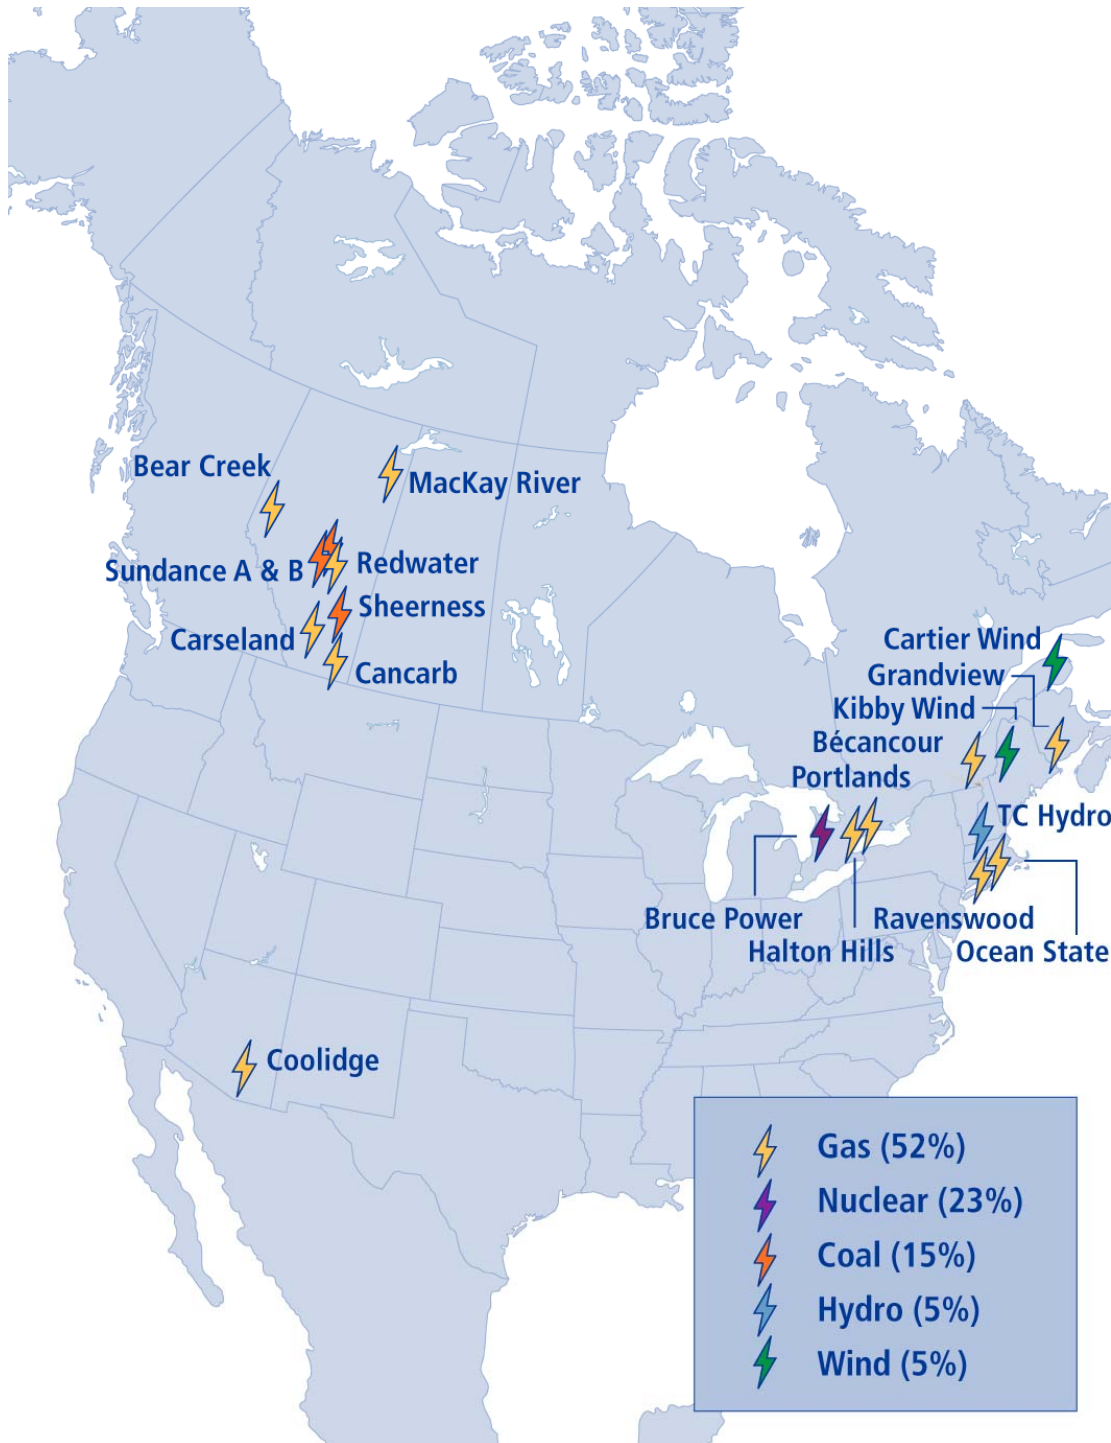 Bear Creek
MacKay River
Sundance A & B
Redwater
Sheerness
Carseland
Cancarb
Cartier Wind
Grandview
Kibby Wind
Bécancour
Portlands
TC Hydro
Bruce Power
Ravenswood
Halton Hills
Ocean State
Coolidge
Gas (52%)
Nuclear (23%)
Coal (15%)
Hydro (5%)
Wind (5%)